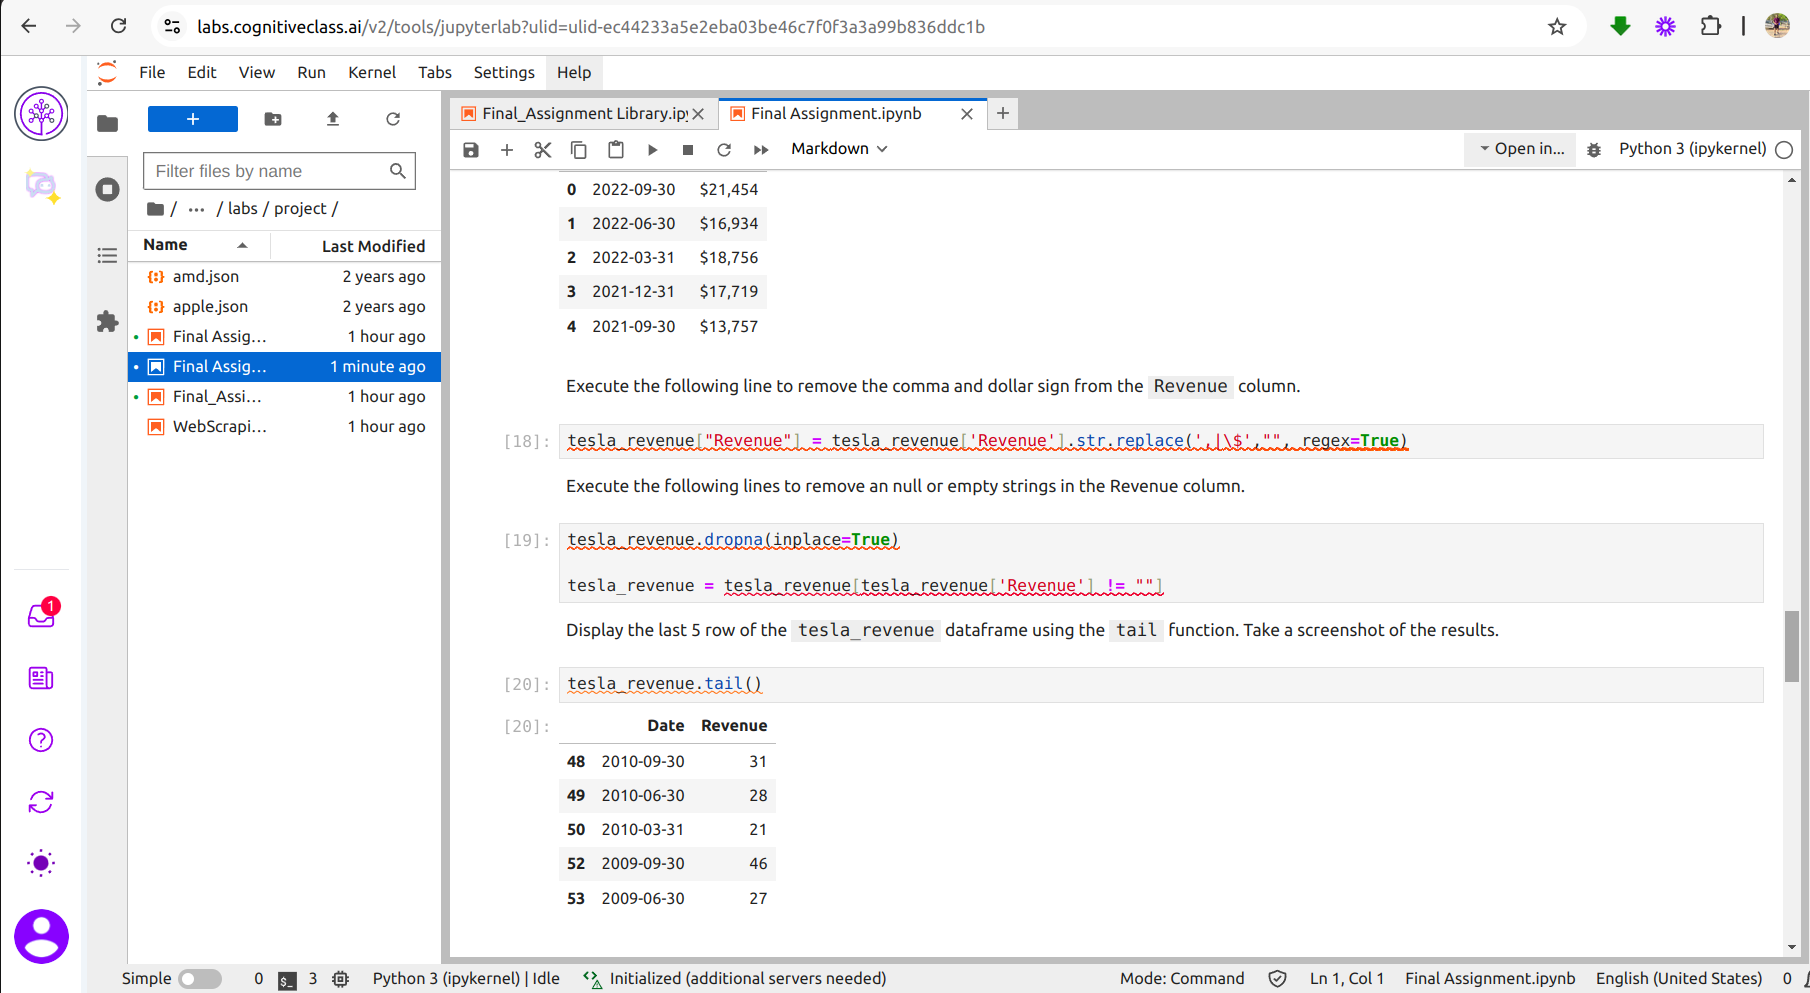 labs.cognitiveclass.ai/v2/tools/jupyterlab?ulid=ulid-ec44233a5e2eba03be46c7f0f3a3a99b836ddc1b
File Edit View Run Kernel Tabs Settings Help
+
Filter files by name
/ ··· / labs / project /
Name Last Modified
amd.json 2 years ago
apple.json 2 years ago
Final Assig… 1 hour ago
Final Assig… 1 minute ago
Final_Assi… 1 hour ago
WebScrapi… 1 hour ago
1
Final_Assignment Library.ipy Final Assignment.ipynb +
Markdown Open in... Python 3 (ipykernel)
0 2022-09-30 $21,454
1 2022-06-30 $16,934
2 2022-03-31 $18,756
3 2021-12-31 $17,719
4 2021-09-30 $13,757
Execute the following line to remove the comma and dollar sign from the Revenue column.
[18]: tesla_revenue["Revenue"] = tesla_revenue['Revenue'].str.replace(',|\$',"", regex=True)
Execute the following lines to remove an null or empty strings in the Revenue column.
[19]: tesla_revenue.dropna(inplace=True)
tesla_revenue = tesla_revenue[tesla_revenue['Revenue'] != ""]
Display the last 5 row of the tesla_revenue dataframe using the tail function. Take a screenshot of the results.
[20]: tesla_revenue.tail()
[20]: Date Revenue
48 2010-09-30 31
49 2010-06-30 28
50 2010-03-31 21
52 2009-09-30 46
53 2009-06-30 27
Simple 0 $_ 3 Python 3 (ipykernel) | Idle Initialized (additional servers needed) Mode: Command Ln 1, Col 1 Final Assignment.ipynb English (United States) 0